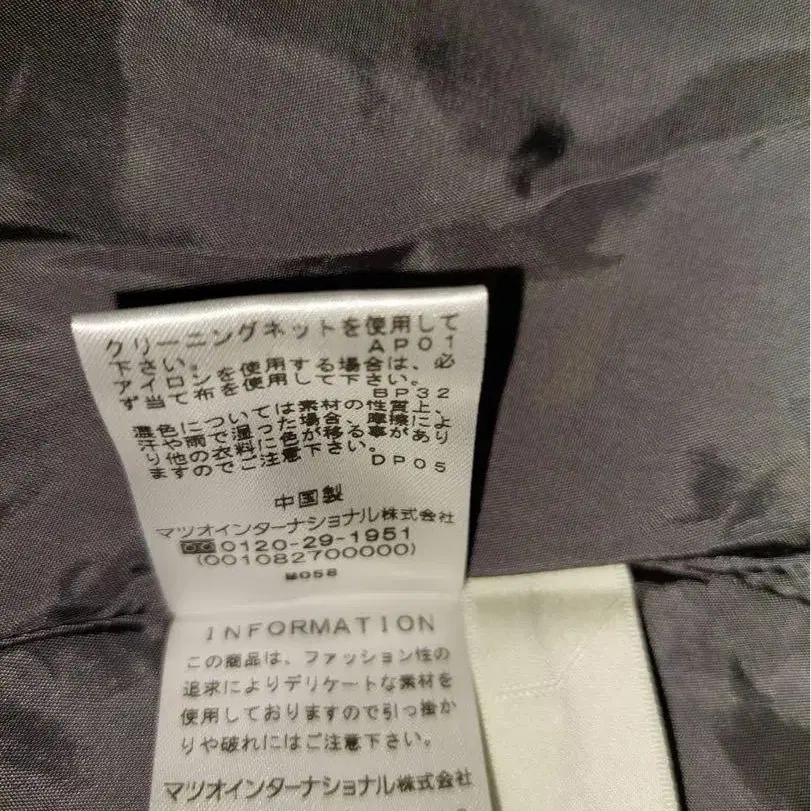 クリーニングネットを使用して
下さい。 AP01
アイロンを使用する場合は、必
ず当て布を使用して下さい。
BP32
濃色については素材の性質上、
汗や雨で湿った場合、摩擦によ
り他の衣料に色が移る事があり
ますのでご注意下さい。
DP05
中国製
マツオインターナショナル株式会社
0120-29-1951
(001082700000)
M058
INFORMATION
この商品は、ファッション性の
追求によりデリケートな素材を
使用しておりますので引っ掛か
りや破れにはご注意下さい。
マツオインターナショナル株式会社